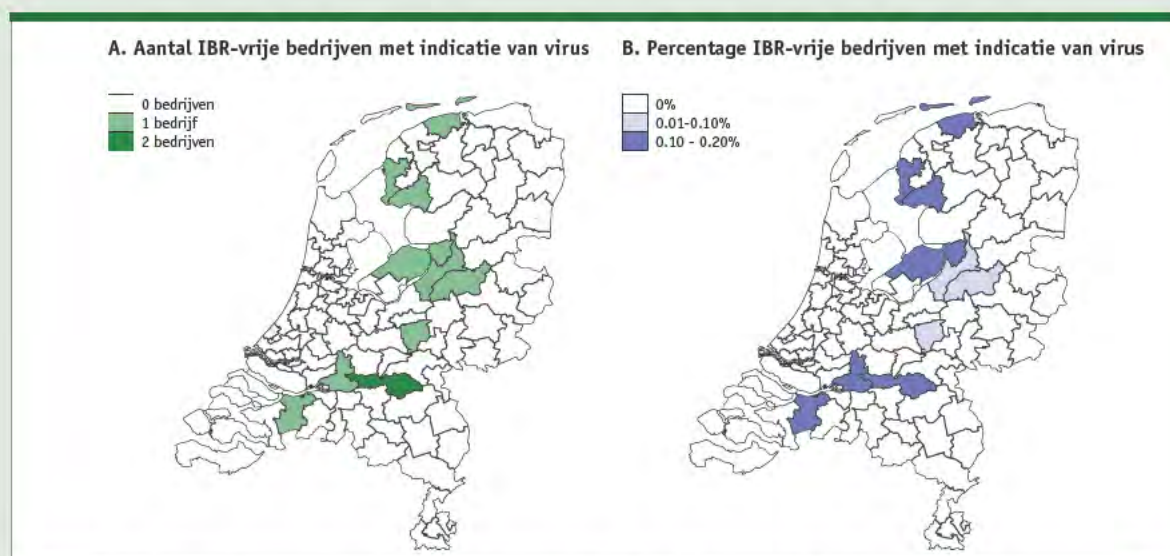 A. Aantal IBR-vrije bedrijven met indicatie van virus
0 bedrijven
1 bedrijf
2 bedrijven
B. Percentage IBR-vrije bedrijven met indicatie van virus
0%
0.01-0.10%
0.10 - 0.20%